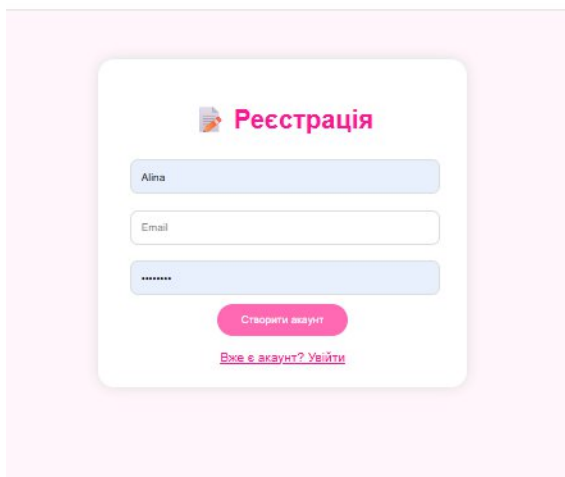 Реєстрація
Alina
Email
••••••••
Створити акаунт
Вже є акаунт? Увійти